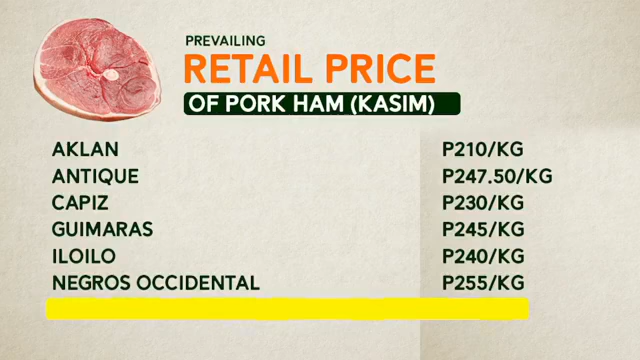 PREVAILING
RETAIL PRICE
OF PORK HAM (KASIM)
AKLAN P210/KG
ANTIQUE P247.50/KG
CAPIZ P230/KG
GUIMARAS P245/KG
ILOILO P240/KG
NEGROS OCCIDENTAL P255/KG